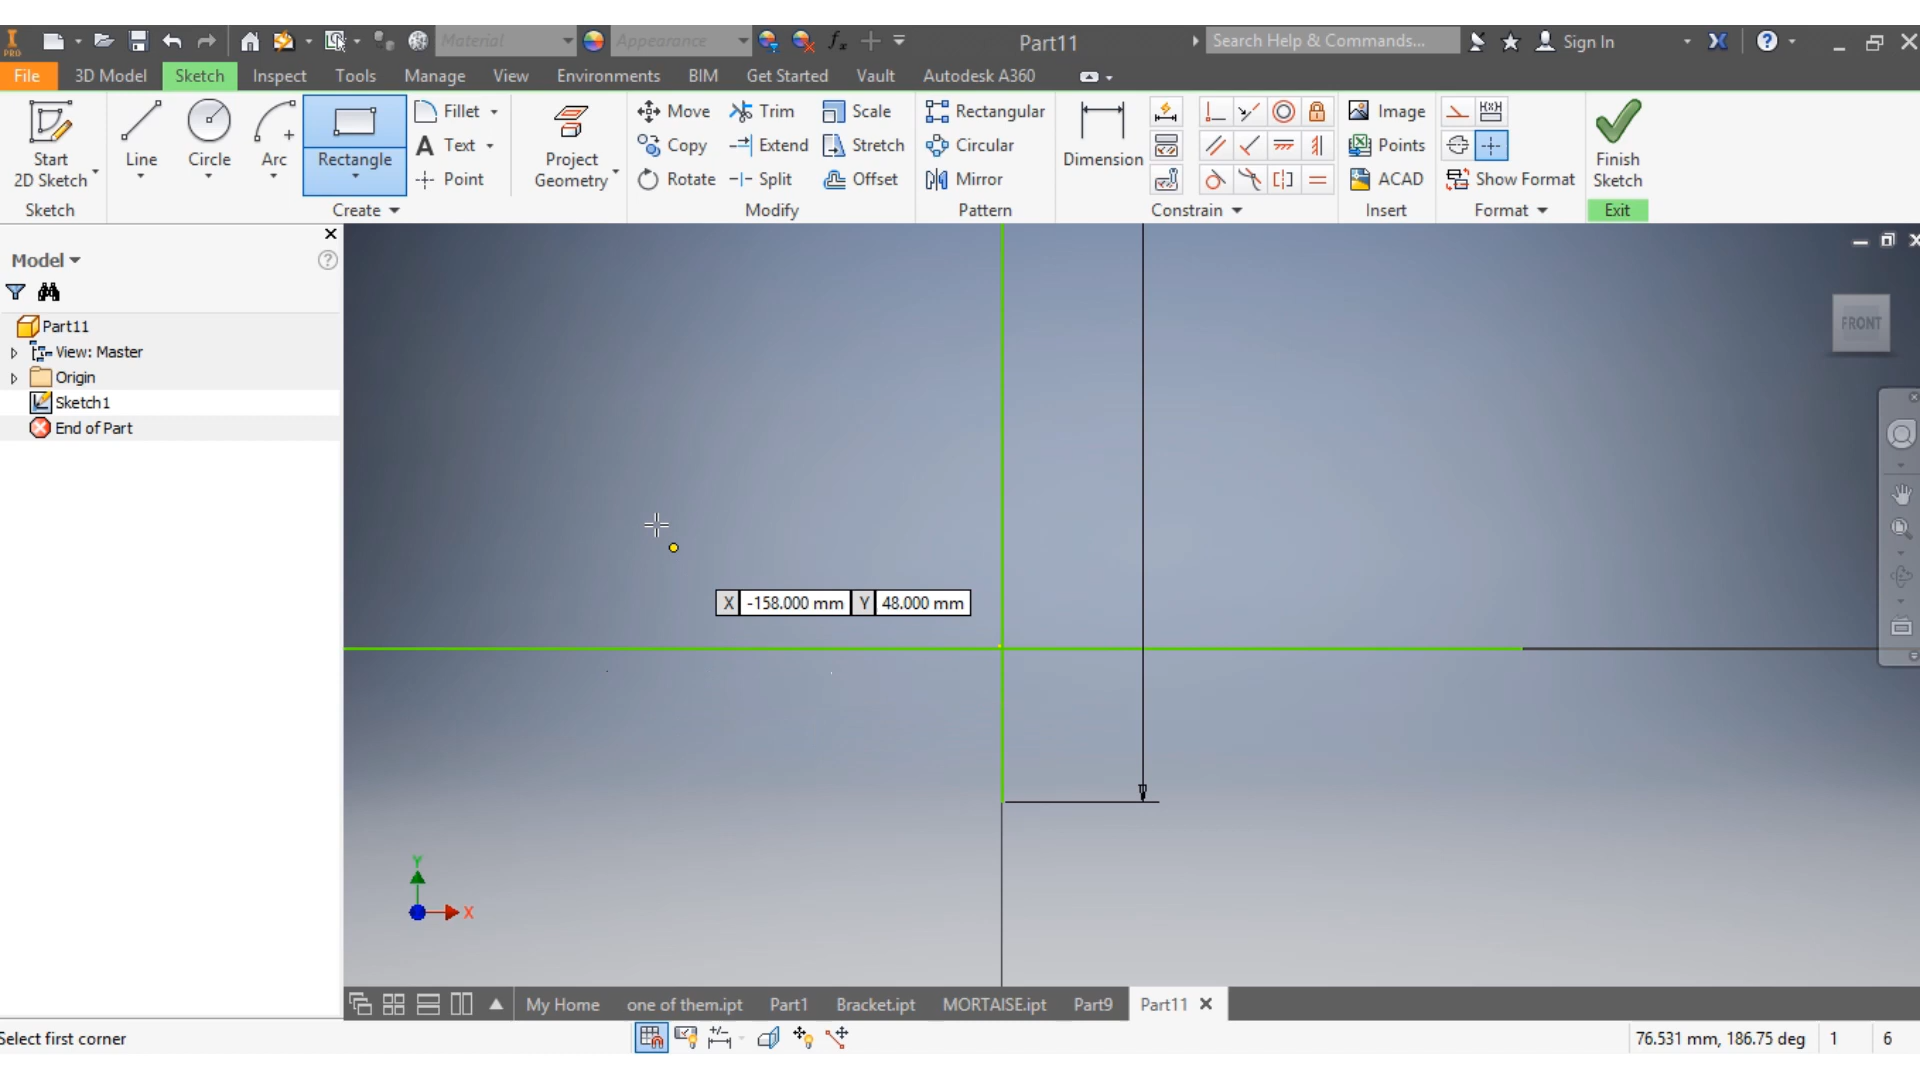 PRO
Material
Appearance
Part11
Search Help & Commands...
Sign In
File
3D Model
Sketch
Inspect
Tools
Manage
View
Environments
BIM
Get Started
Vault
Autodesk A360
Start
2D Sketch
Line
Circle
Arc
Rectangle
Fillet
Text
Point
Project
Geometry
Move
Trim
Scale
Copy
Extend
Stretch
Rotate
Split
Offset
Rectangular
Circular
Mirror
Dimension
Image
Points
ACAD
Show Format
Finish
Sketch
Sketch
Create
Modify
Pattern
Constrain
Insert
Format
Exit
Model
Part11
View: Master
Origin
Sketch1
End of Part
FRONT
X -158.000 mm Y 48.000 mm
Y
X
My Home
one of them.ipt
Part1
Bracket.ipt
MORTAISE.ipt
Part9
Part11
Select first corner
76.531 mm, 186.75 deg
1
6